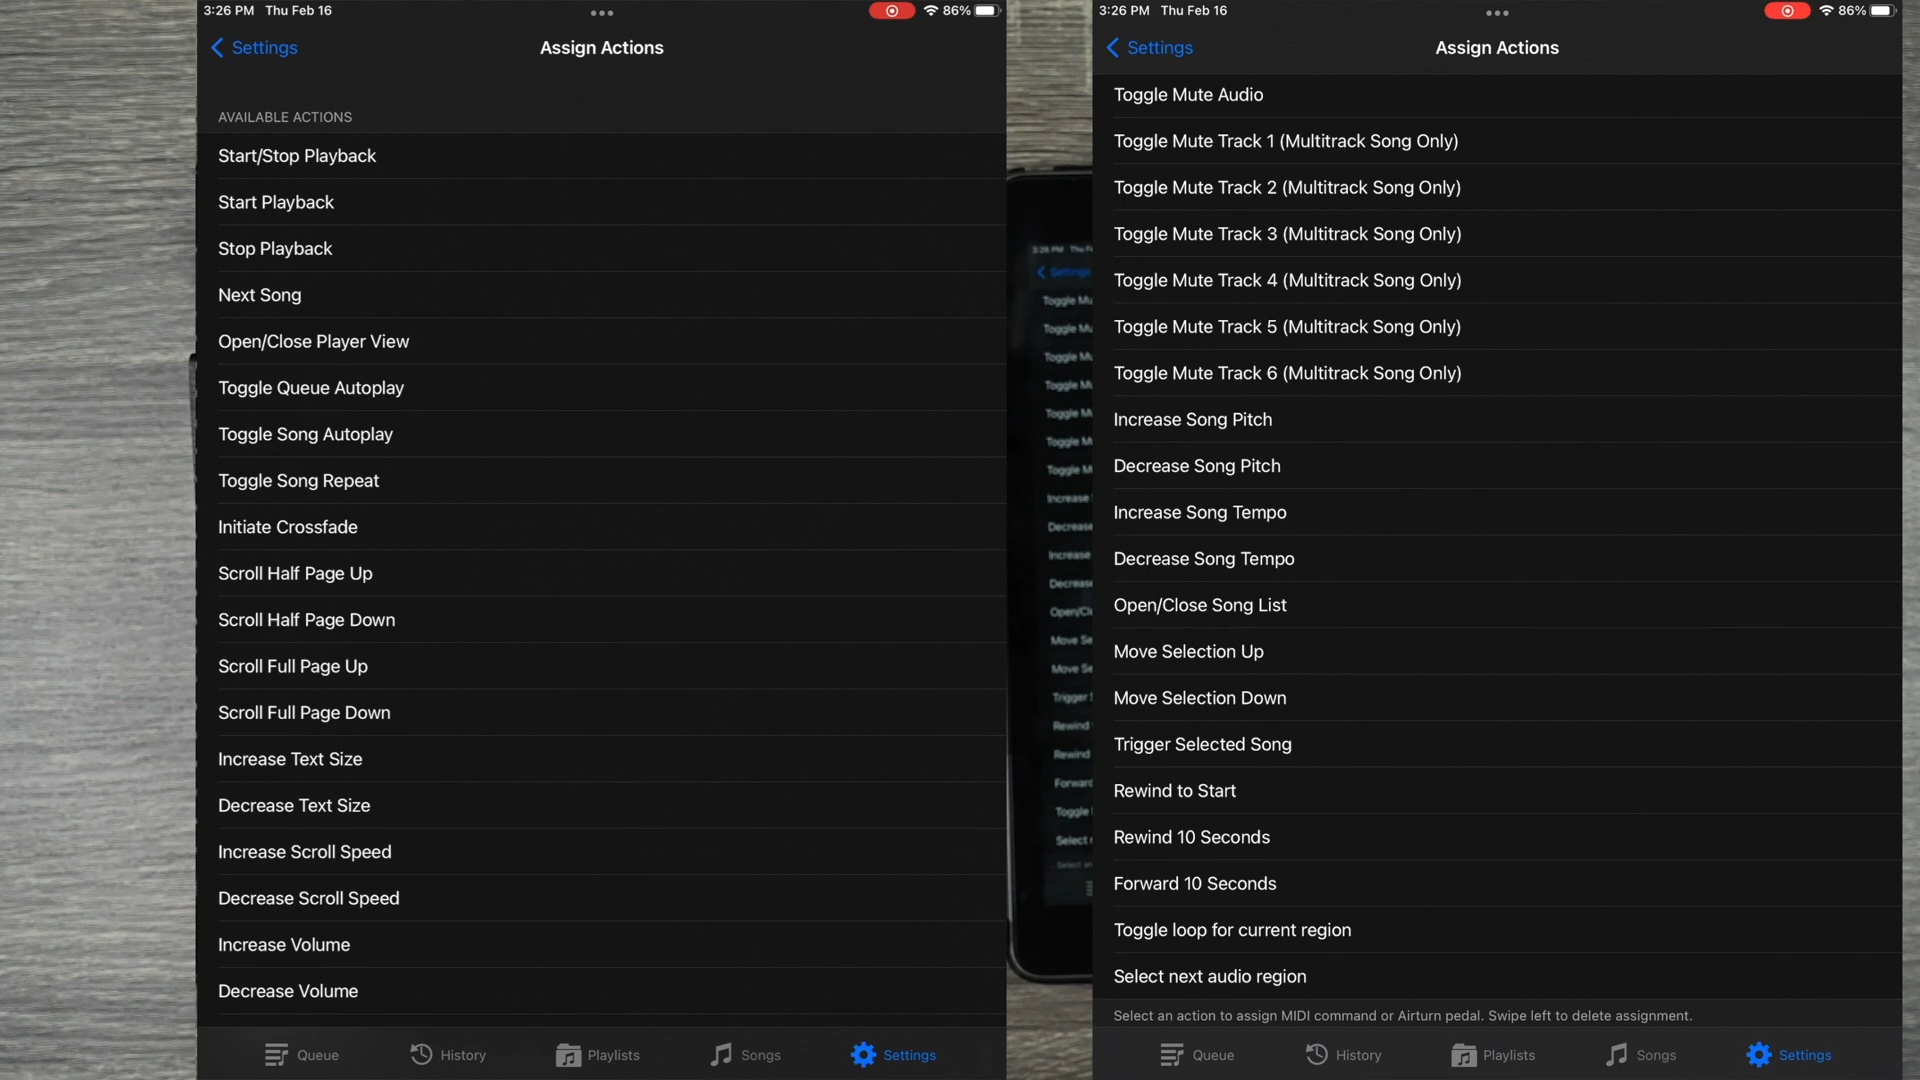 3:26 PM Thu Feb 16
86%
Settings
Assign Actions
AVAILABLE ACTIONS
Start/Stop Playback
Start Playback
Stop Playback
Next Song
Open/Close Player View
Toggle Queue Autoplay
Toggle Song Autoplay
Toggle Song Repeat
Initiate Crossfade
Scroll Half Page Up
Scroll Half Page Down
Scroll Full Page Up
Scroll Full Page Down
Increase Text Size
Decrease Text Size
Increase Scroll Speed
Decrease Scroll Speed
Increase Volume
Decrease Volume
Queue History Playlists Songs Settings
3:26 PM Thu Feb 16
86%
Settings
Assign Actions
Toggle Mute Audio
Toggle Mute Track 1 (Multitrack Song Only)
Toggle Mute Track 2 (Multitrack Song Only)
Toggle Mute Track 3 (Multitrack Song Only)
Toggle Mute Track 4 (Multitrack Song Only)
Toggle Mute Track 5 (Multitrack Song Only)
Toggle Mute Track 6 (Multitrack Song Only)
Increase Song Pitch
Decrease Song Pitch
Increase Song Tempo
Decrease Song Tempo
Open/Close Song List
Move Selection Up
Move Selection Down
Trigger Selected Song
Rewind to Start
Rewind 10 Seconds
Forward 10 Seconds
Toggle loop for current region
Select next audio region
Select an action to assign MIDI command or Airturn pedal. Swipe left to delete assignment.
Queue History Playlists Songs Settings